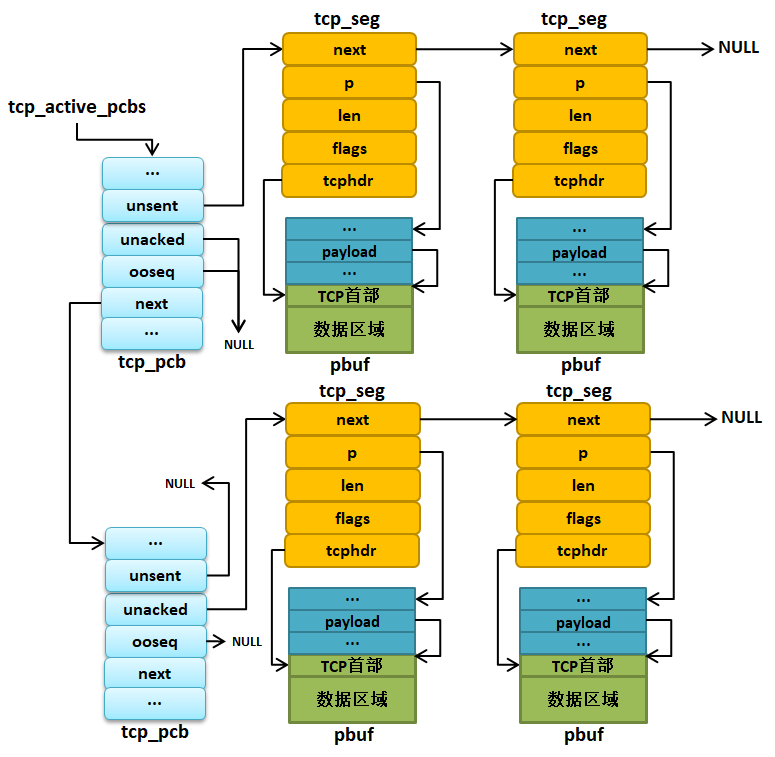 tcp_seg
tcp_seg
next
next
NULL
p
p
tcp_active_pcbs
len
len
flags
flags
...
tcphdr
tcphdr
unsent
unacked
...
...
payload
payload
ooseq
...
...
next
TCP首部
TCP首部
...
数据区域
数据区域
NULL
tcp_pcb
pbuf
pbuf
tcp_seg
tcp_seg
next
next
NULL
p
p
NULL
len
len
flags
flags
...
tcphdr
tcphdr
unsent
...
...
unacked
payload
payload
ooseq
NULL
...
...
next
TCP首部
TCP首部
...
数据区域
数据区域
tcp_pcb
pbuf
pbuf